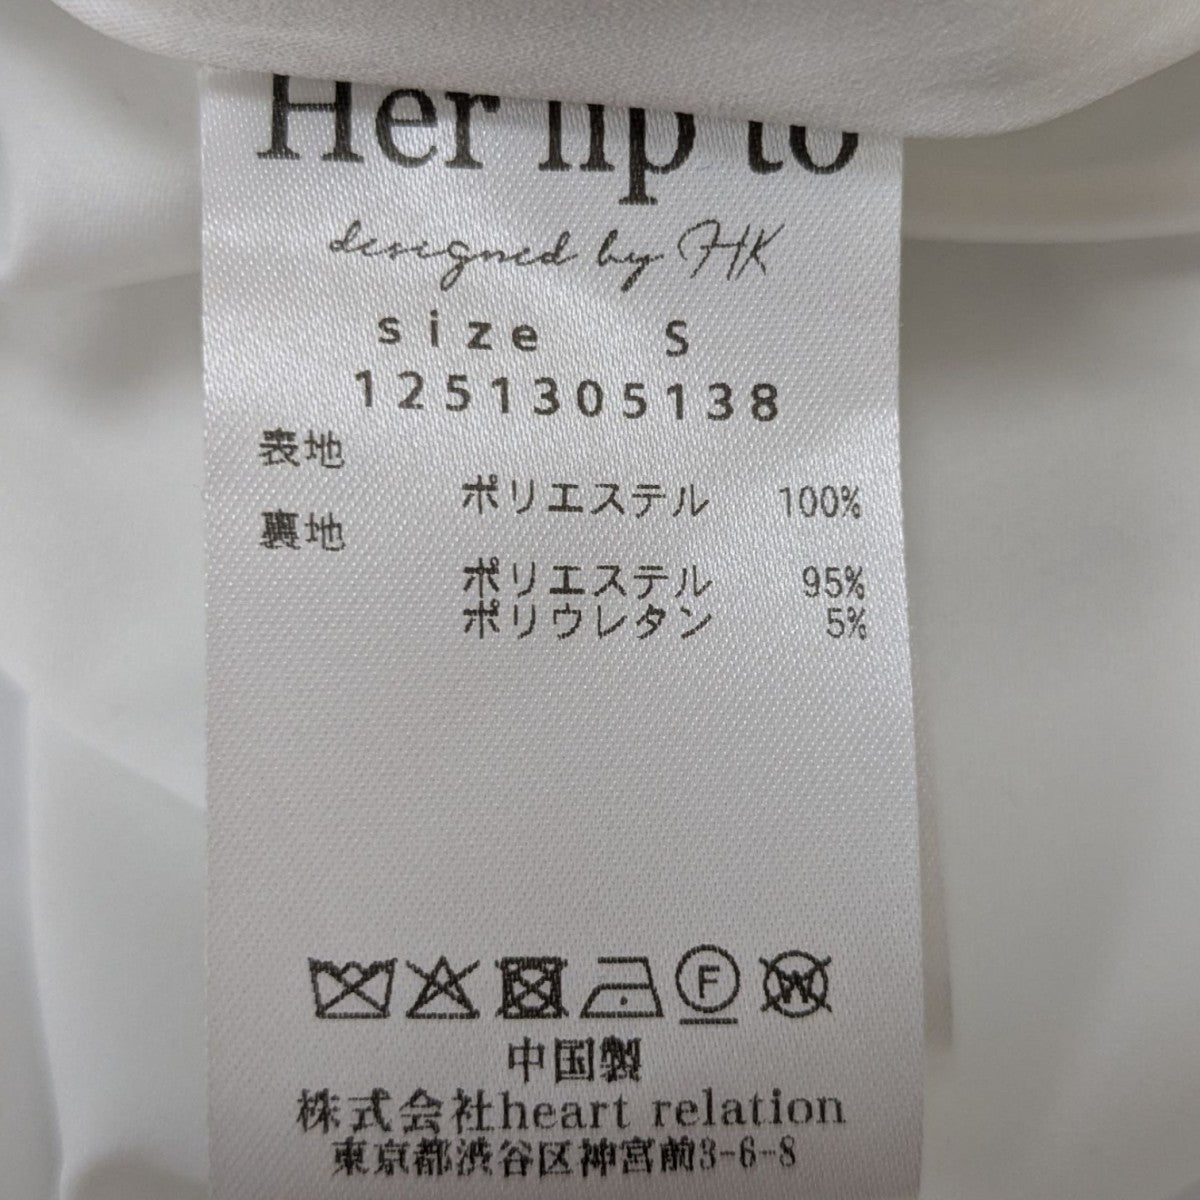 Her lip to
designed by HK
size S
1251305138
表地
ポリエステル 100%
裏地
ポリエステル 95%
ポリウレタン 5%
F W
中国製
株式会社heart relation
東京都渋谷区神宮前3-6-8